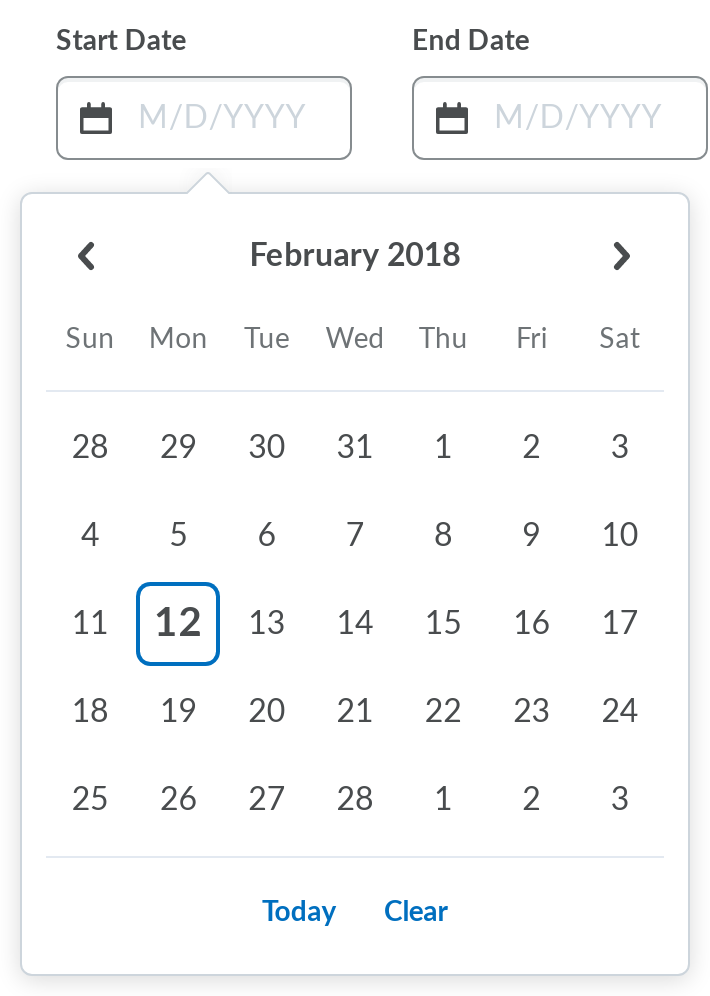 Start Date End Date
M/D/YYYY M/D/YYYY
February 2018
Sun Mon Tue Wed Thu Fri Sat
28 29 30 31 1 2 3
4 5 6 7 8 9 10
11 12 13 14 15 16 17
18 19 20 21 22 23 24
25 26 27 28 1 2 3
Today Clear